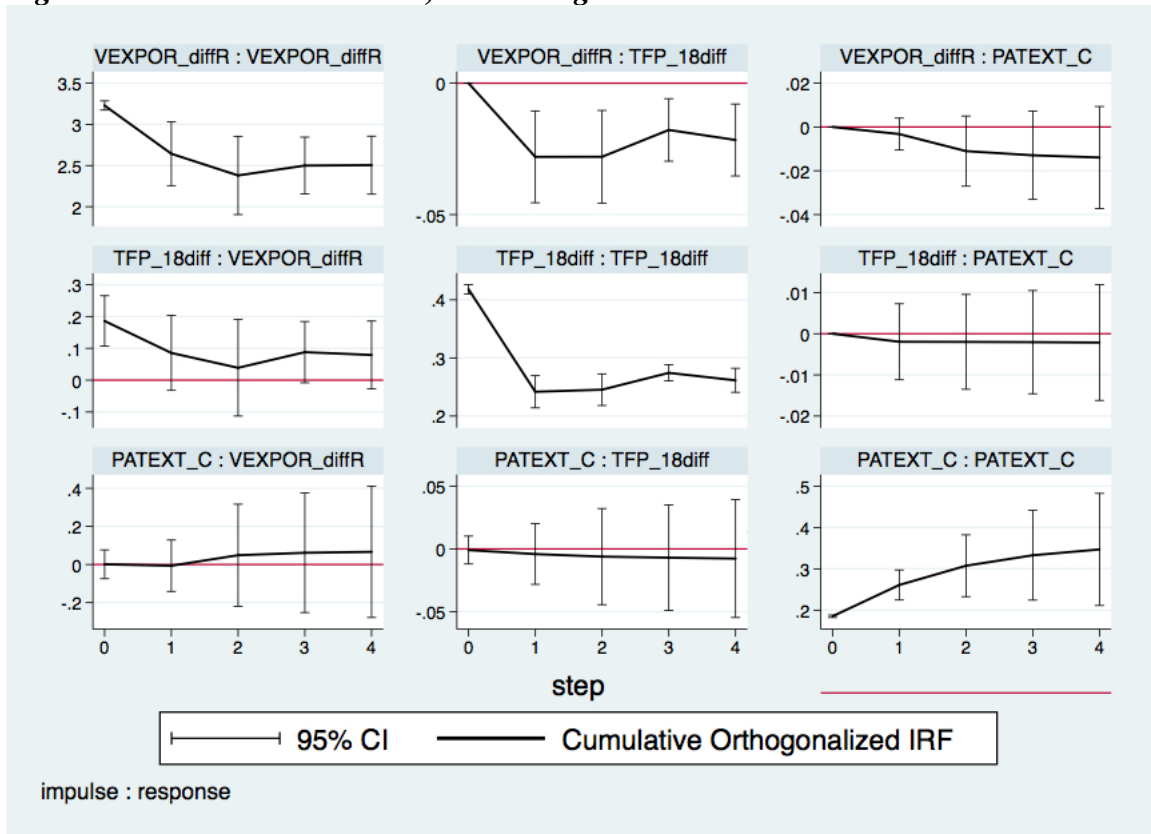 VEXPOR_diffR : VEXPOR_diffR
VEXPOR_diffR : TFP_18diff
VEXPOR_diffR : PATEXT_C
3.5
3
2.5
2
0
-.05
.02
0
-.02
-.04
TFP_18diff : VEXPOR_diffR
TFP_18diff : TFP_18diff
TFP_18diff : PATEXT_C
.3
.2
.1
0
-.1
.4
.3
.2
.01
0
-.01
-.02
PATEXT_C : VEXPOR_diffR
PATEXT_C : TFP_18diff
PATEXT_C : PATEXT_C
.4
.2
0
-.2
.05
0
-.05
.5
.4
.3
.2
0 1 2 3 4
0 1 2 3 4
0 1 2 3 4
step
95% CI
Cumulative Orthogonalized IRF
impulse : response